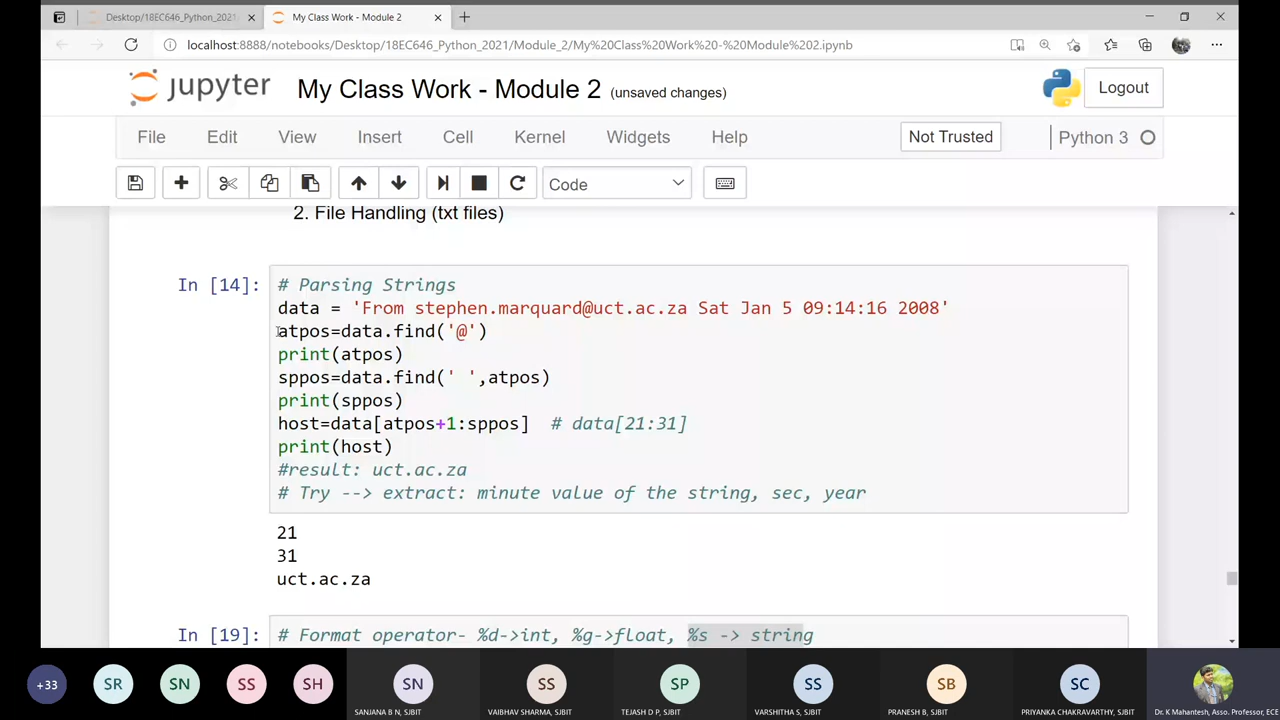 Desktop/18EC646_Python_2021/
My Class Work - Module 2
localhost:8888/notebooks/Desktop/18EC646_Python_2021/Module_2/My%20Class%20Work%20-%20Module%202.ipynb
jupyter My Class Work - Module 2 (unsaved changes)
Logout
File Edit View Insert Cell Kernel Widgets Help
Not Trusted
Python 3
Code
2. File Handling (txt files)
In [14]:
# Parsing Strings
data = 'From stephen.marquard@uct.ac.za Sat Jan 5 09:14:16 2008'
atpos=data.find('@')
print(atpos)
sppos=data.find(' ',atpos)
print(sppos)
host=data[atpos+1:sppos]  # data[21:31]
print(host)
#result: uct.ac.za
# Try --> extract: minute value of the string, sec, year
21
31
uct.ac.za
In [19]:
# Format operator- %d->int, %g->float, %s -> string
+33 SR SN SS SH SN SS SP SS SB SC
SANJANA B N, SJBIT VAIBHAV SHARMA, SJBIT TEJASH D P, SJBIT VARSHITHA S, SJBIT PRANESH B, SJBIT PRIYANKA CHAKRAVARTHY, SJBIT Dr. K Mahantesh, Asso. Professor, ECE